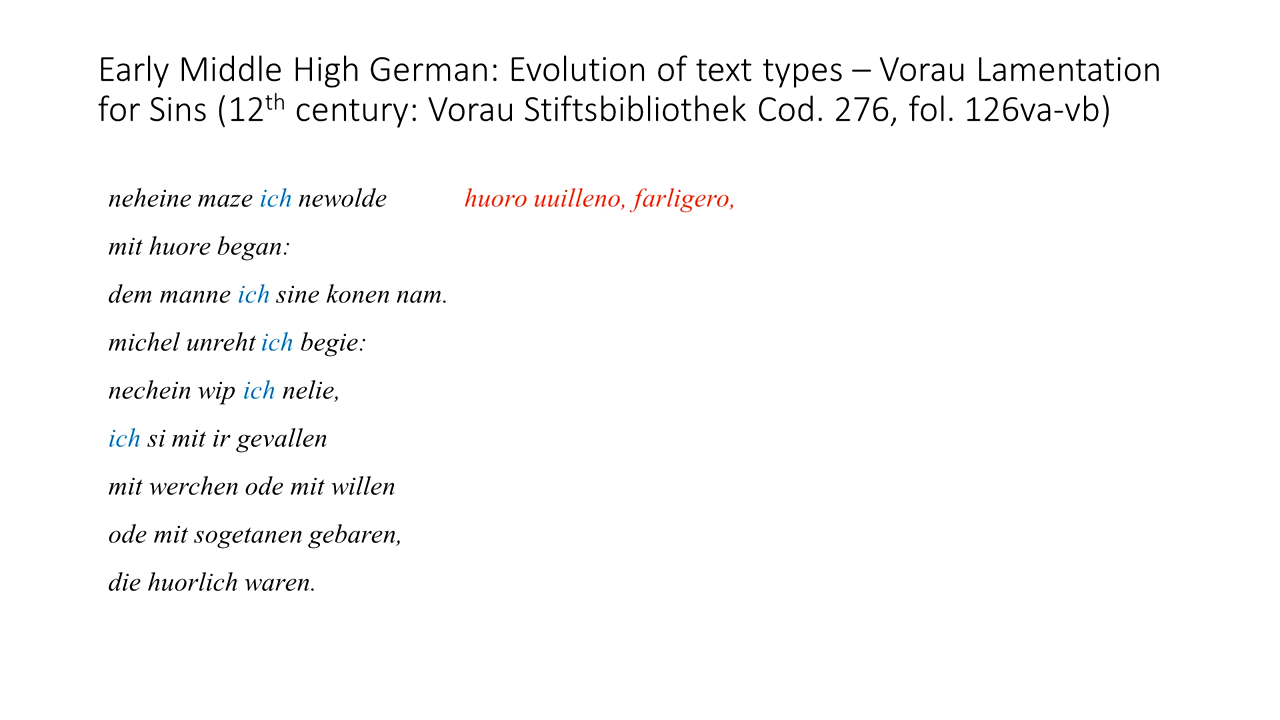 Early Middle High German: Evolution of text types – Vorau Lamentation
for Sins (12th century: Vorau Stiftsbibliothek Cod. 276, fol. 126va-vb)
neheine maze ich newolde huoro uuilleno, farligero,
mit huore began:
dem manne ich sine konen nam.
michel unreht ich begie:
nechein wip ich nelie,
ich si mit ir gevallen
mit werchen ode mit willen
ode mit sogetanen gebaren,
die huorlich waren.